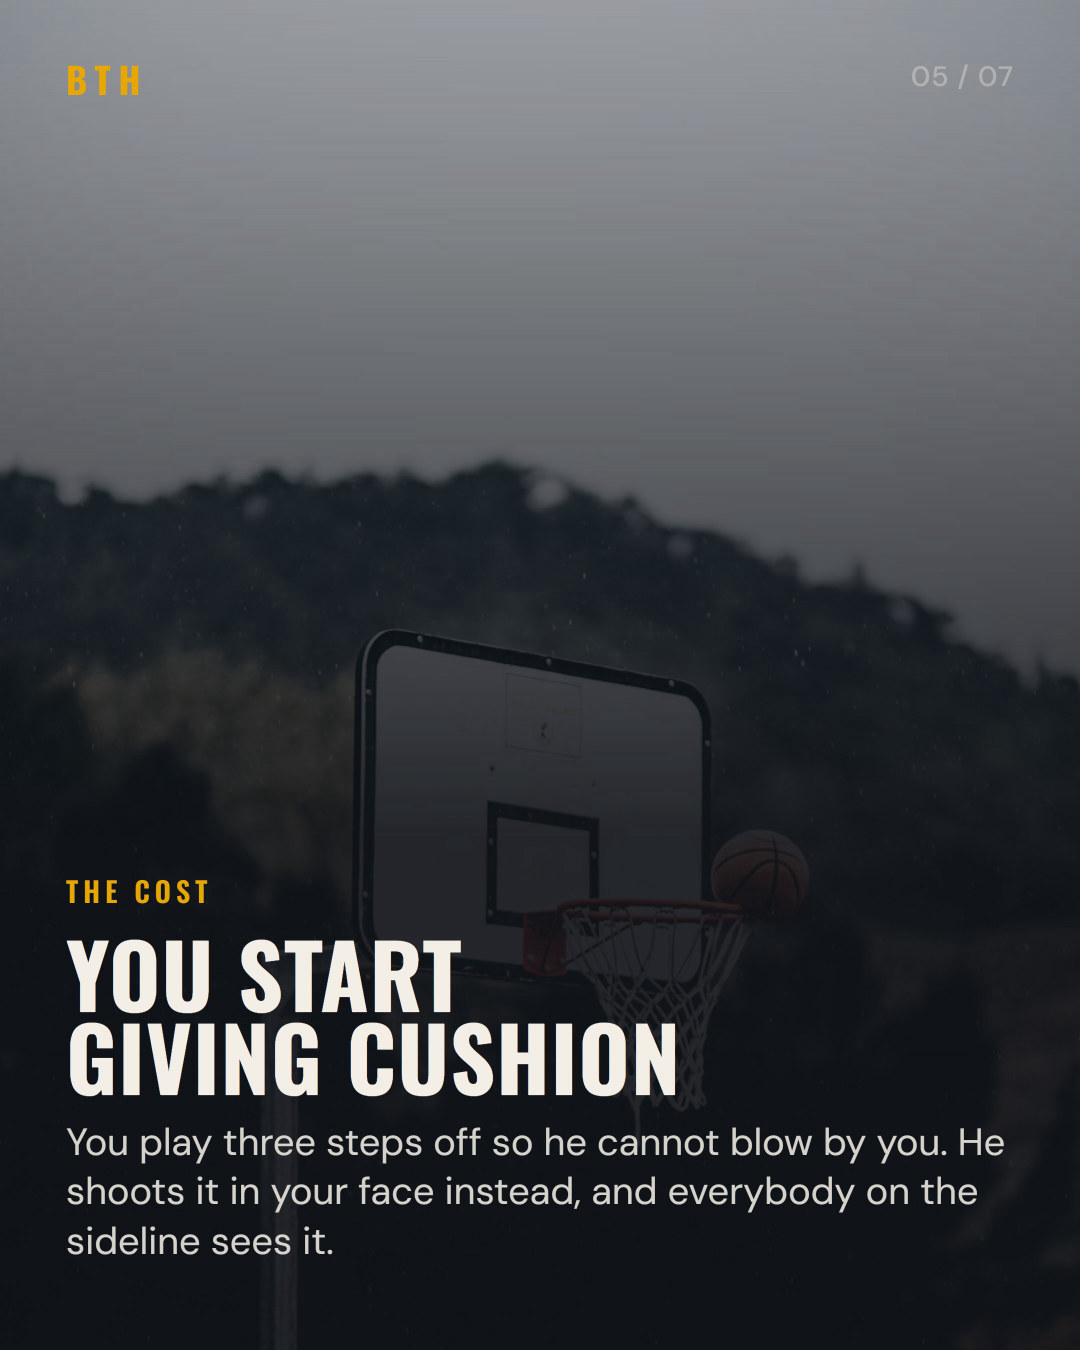 BTH
05 / 07
THE COST
YOU START
GIVING CUSHION
You play three steps off so he cannot blow by you. He
shoots it in your face instead, and everybody on the
sideline sees it.